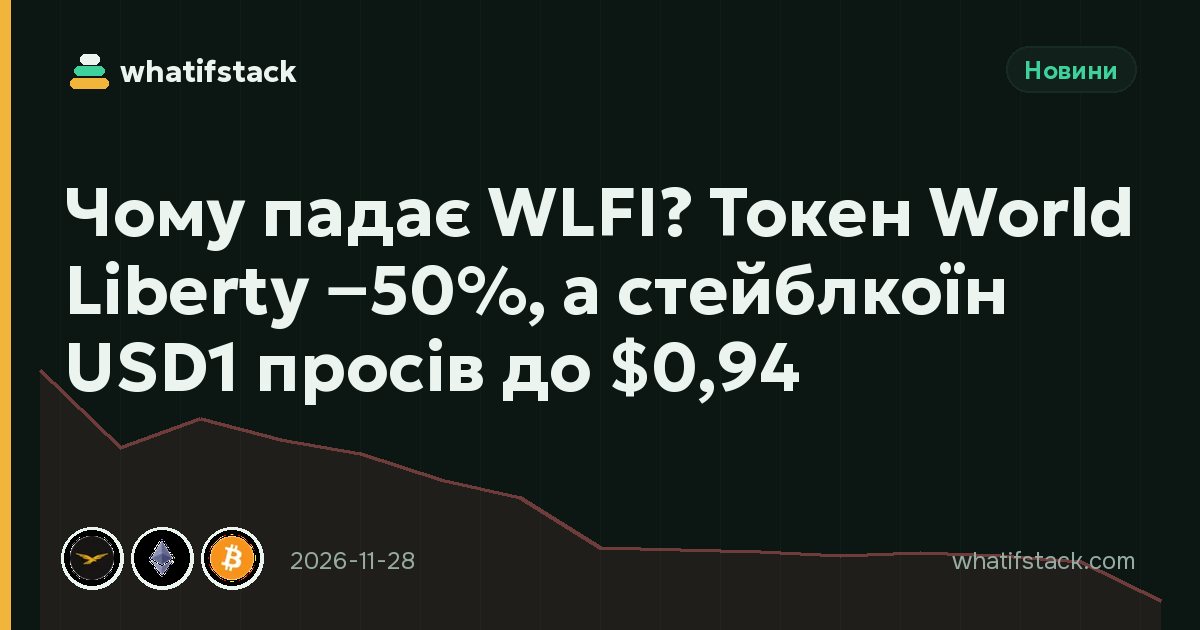 whatifstack
Новини
Чому падає WLFI? Токен World
Liberty −50%, а стейблкоїн
USD1 просів до $0,94
2026-11-28
whatifstack.com